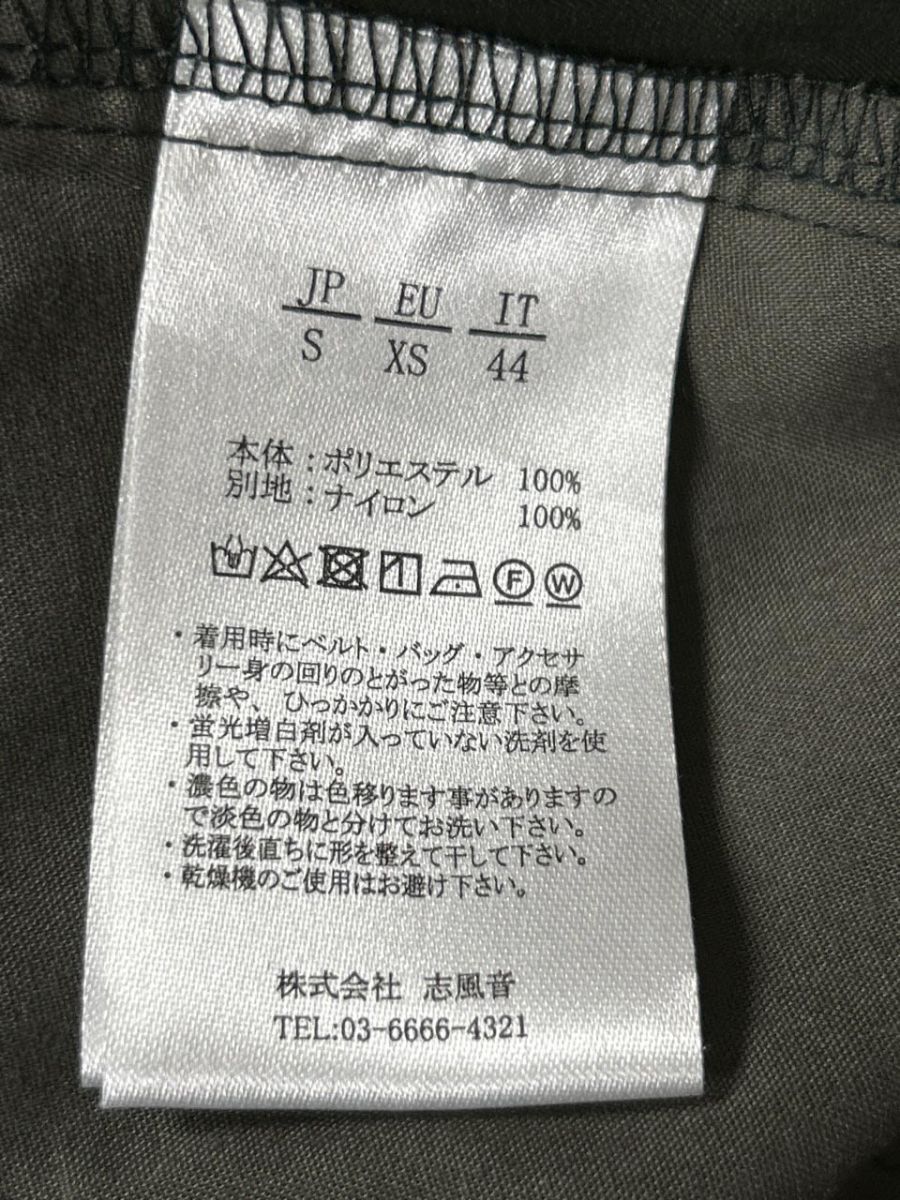 JP EU IT
S XS 44
本体：ポリエステル 100%
別地：ナイロン 100%
F W
・着用時にベルト・バッグ・アクセサ
リー身の回りのとがった物等との摩
擦や、ひっかかりにご注意下さい。
・蛍光増白剤が入っていない洗剤を使
用して下さい。
・濃色の物は色移ります事がありますの
で淡色の物と分けてお洗い下さい。
・洗濯後直ちに形を整えて干して下さい。
・乾燥機のご使用はお避け下さい。
株式会社 志風音
TEL:03-6666-4321